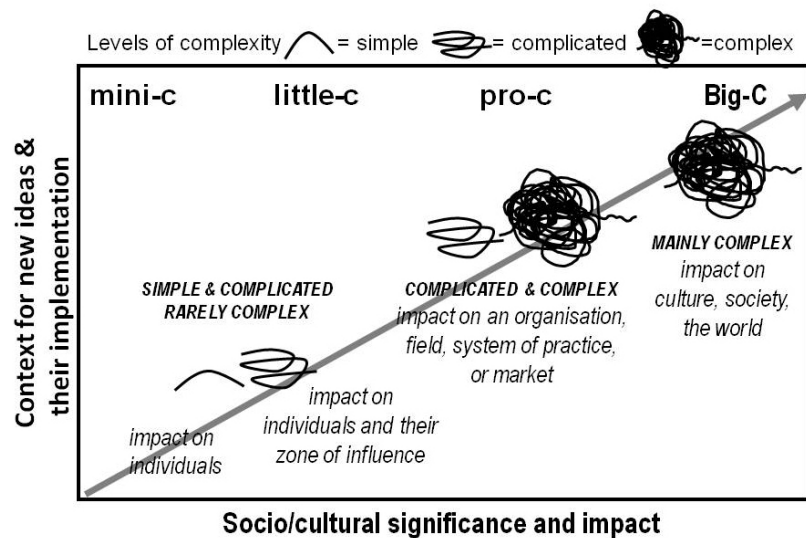 Levels of complexity = simple = complicated =complex
mini-c little-c pro-c Big-C
Context for new ideas &
their implementation
MAINLY COMPLEX
impact on
culture, society,
the world
COMPLICATED & COMPLEX
impact on an organisation,
field, system of practice,
or market
SIMPLE & COMPLICATED
RARELY COMPLEX
impact on
individuals and their
zone of influence
impact on
individuals
Socio/cultural significance and impact